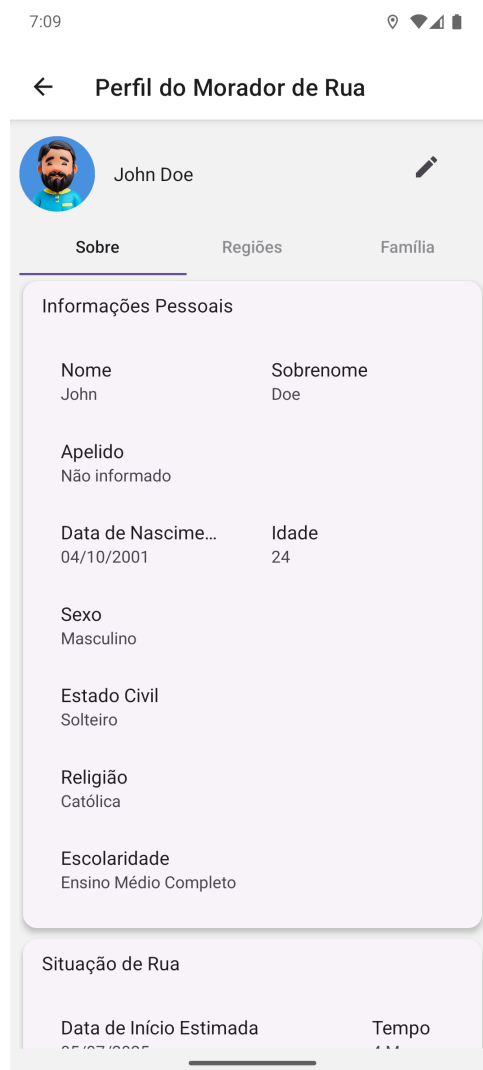 7:09
Perfil do Morador de Rua
John Doe
Sobre Regiões Família
Informações Pessoais
Nome Sobrenome
John Doe
Apelido
Não informado
Data de Nascime... Idade
04/10/2001 24
Sexo
Masculino
Estado Civil
Solteiro
Religião
Católica
Escolaridade
Ensino Médio Completo
Situação de Rua
Data de Início Estimada Tempo